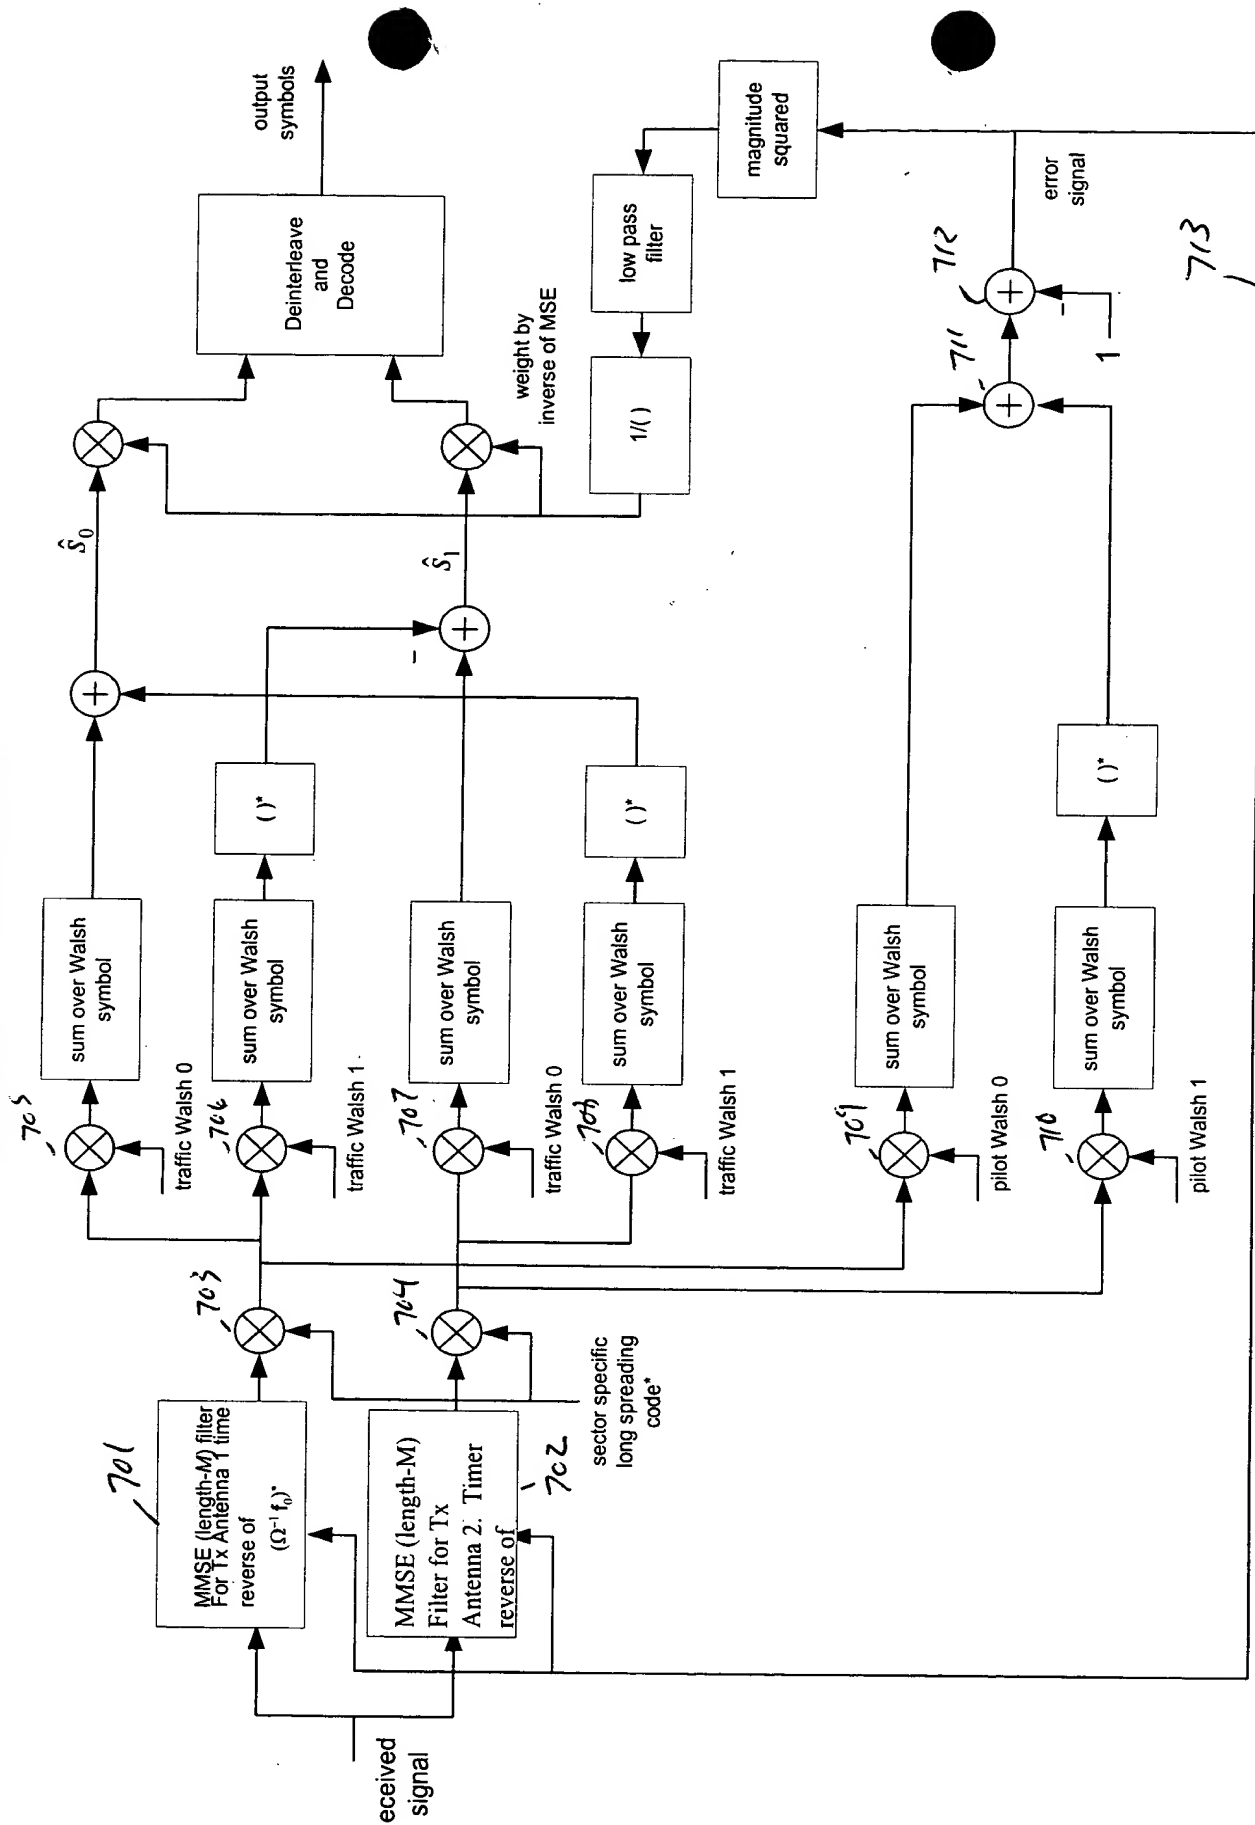 eceived
signal
701
MMSE (length-M) filter
For Tx Antenna 1 time
reverse of
(Ω⁻¹ f₀)*
MMSE (length-M)
Filter for Tx
Antenna 2. Timer
reverse of
702
703
704
sector specific
long spreading
code*
705
traffic Walsh 0
sum over Walsh
symbol
706
traffic Walsh 1
sum over Walsh
symbol
( )*
707
traffic Walsh 0
sum over Walsh
symbol
708
traffic Walsh 1
sum over Walsh
symbol
( )*
709
pilot Walsh 0
sum over Walsh
symbol
710
pilot Walsh 1
sum over Walsh
symbol
( )*
+
ŝ₀
-
+
ŝ₁
711
+
712
+
-
1
error
signal
713
magnitude
squared
low pass
filter
1/( )
weight by
inverse of MSE
Deinterleave
and
Decode
output
symbols